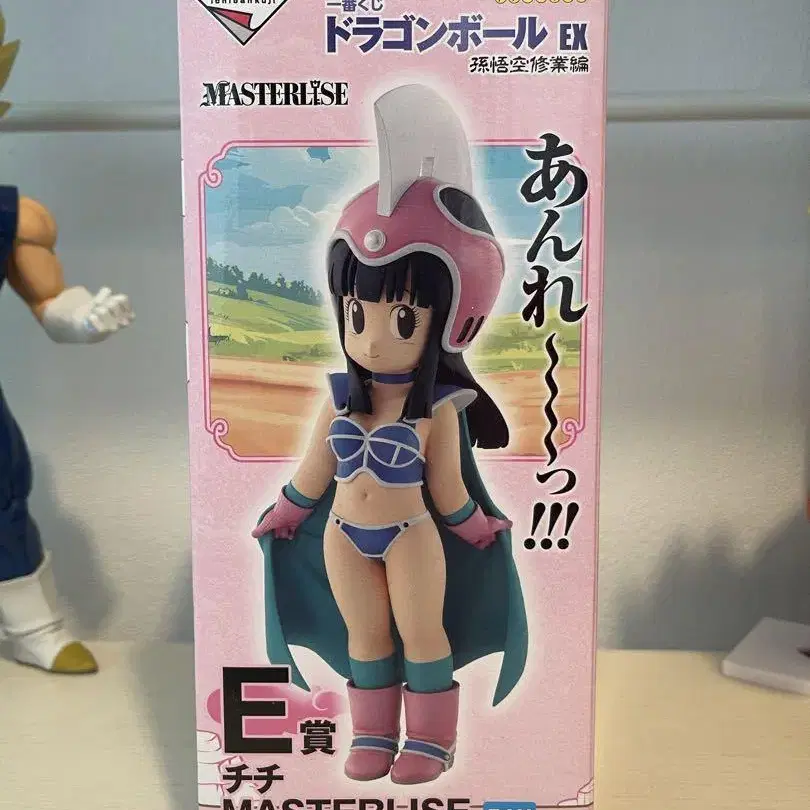 ichibankuji
一番くじ
ドラゴンボール EX
孫悟空修業編
MASTERLISE
あんれ〜〜〜〜っ!!!
E賞
チチ
MASTERLISE